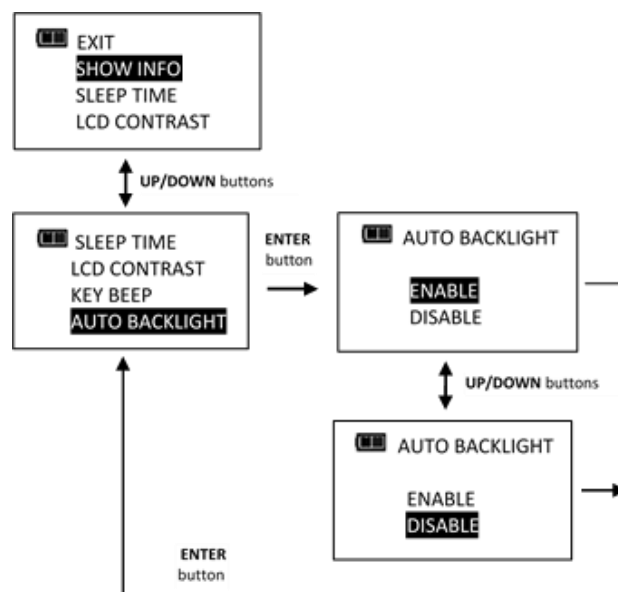 EXIT
SHOW INFO
SLEEP TIME
LCD CONTRAST
UP/DOWN buttons
SLEEP TIME
LCD CONTRAST
KEY BEEP
AUTO BACKLIGHT
ENTER
button
AUTO BACKLIGHT
ENABLE
DISABLE
UP/DOWN buttons
AUTO BACKLIGHT
ENABLE
DISABLE
ENTER
button